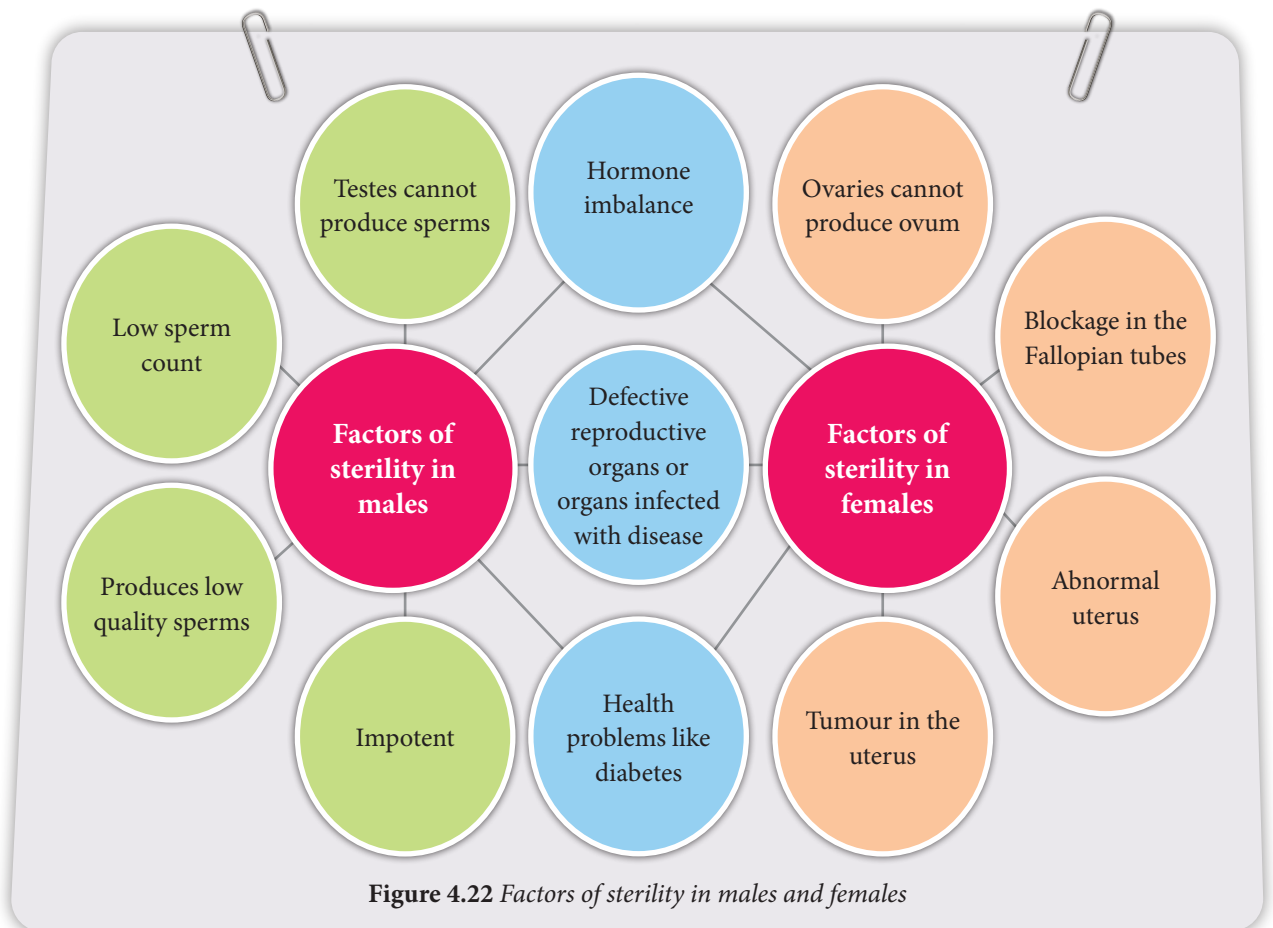 Testes cannot
produce sperms
Hormone
imbalance
Ovaries cannot
produce ovum
Low sperm
count
Blockage in the
Fallopian tubes
Factors of
sterility in
males
Defective
reproductive
organs or
organs infected
with disease
Factors of
sterility in
females
Produces low
quality sperms
Abnormal
uterus
Impotent
Health
problems like
diabetes
Tumour in the
uterus
Figure 4.22 Factors of sterility in males and females